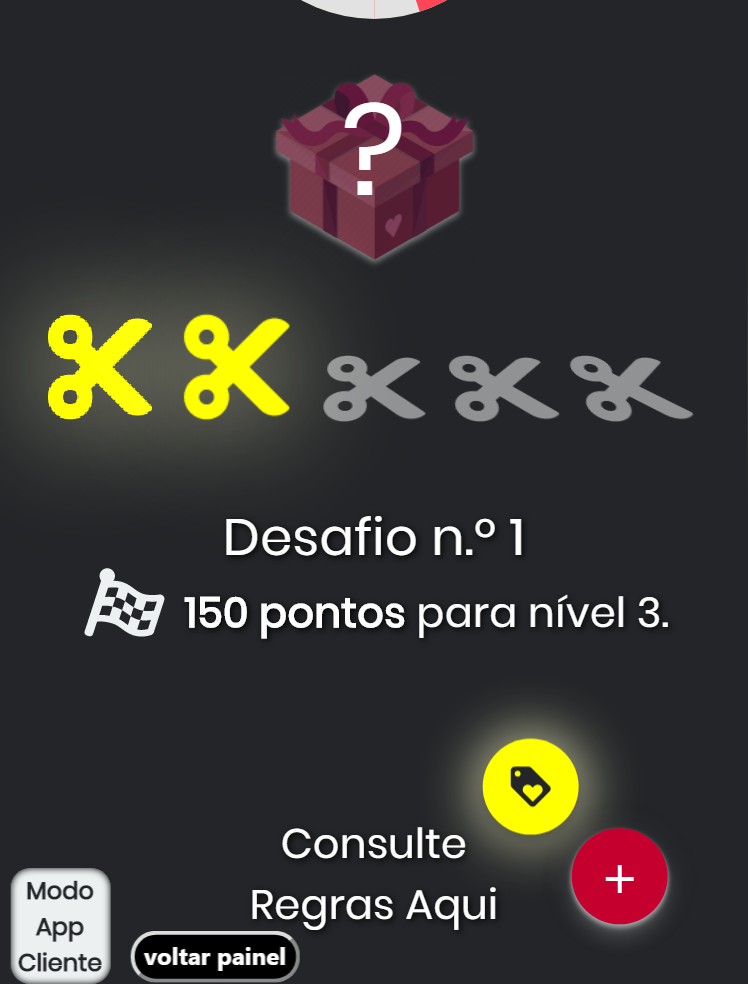 ?
Desafio n.º 1
150 pontos para nível 3.
Consulte
Regras Aqui
+
Modo
App
Cliente
voltar painel